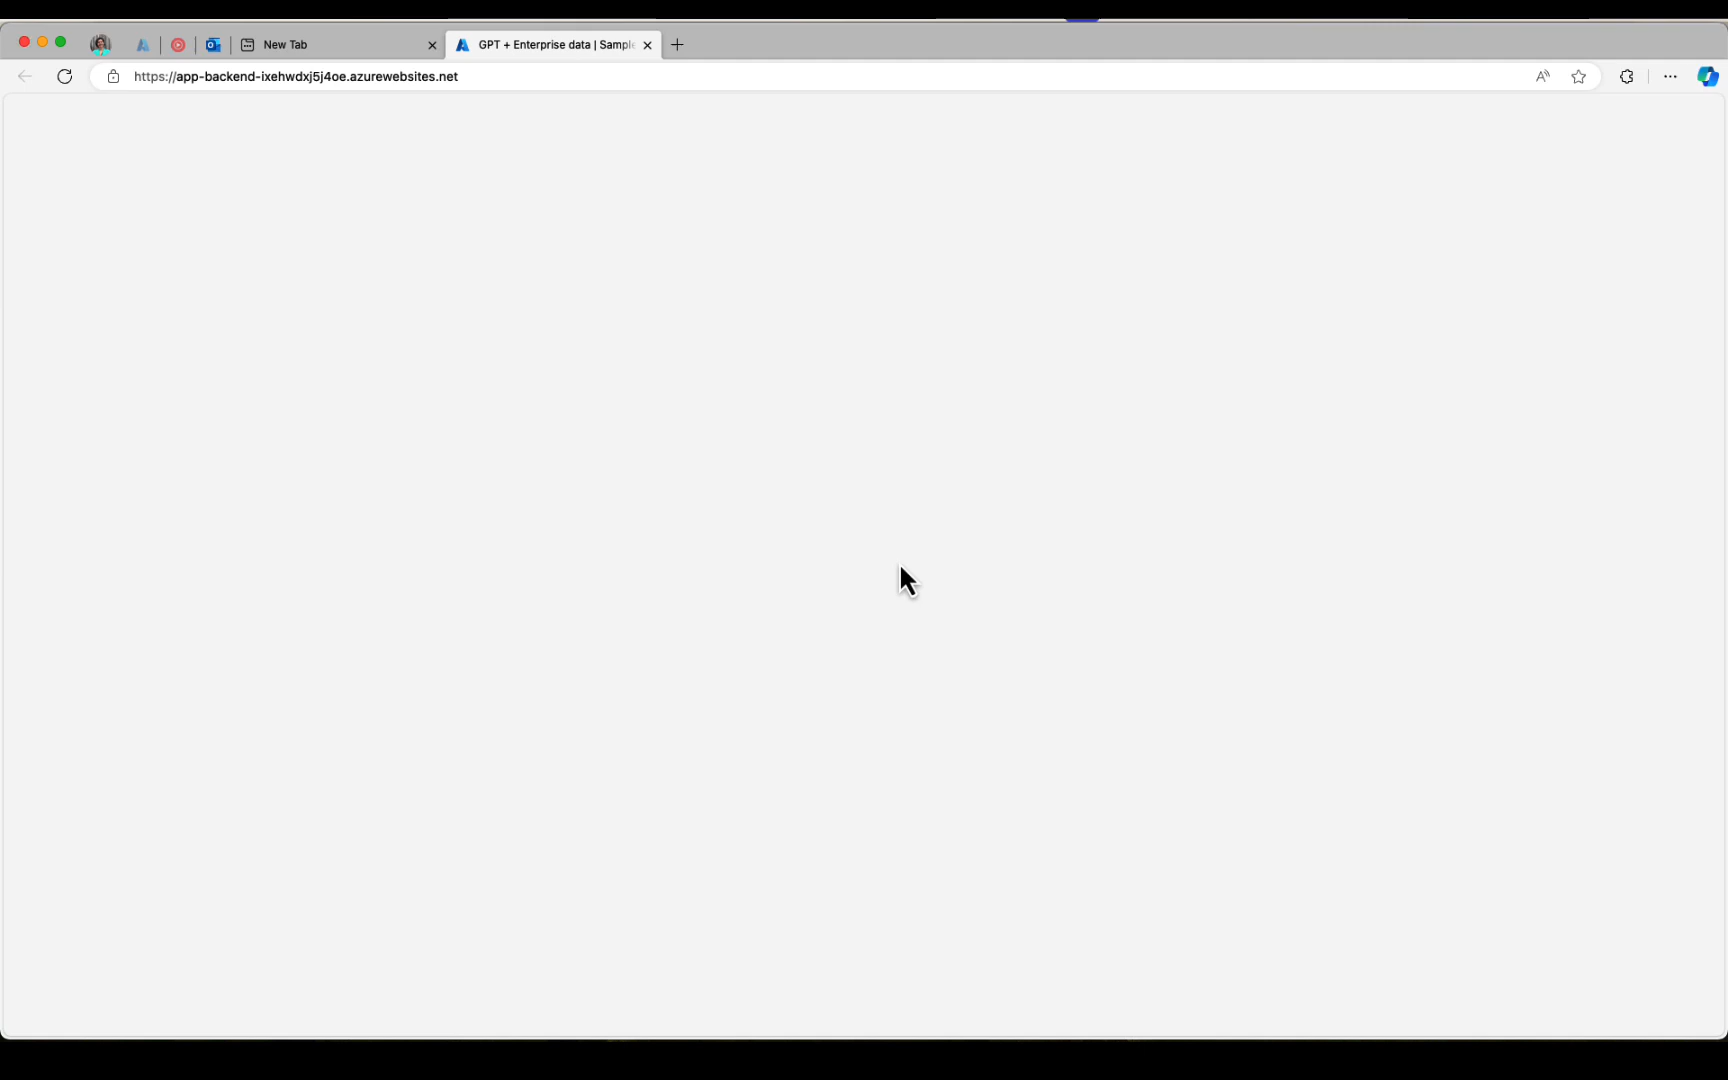 New Tab
GPT + Enterprise data | Sampl
https://app-backend-ixehwdxj5j4oe.azurewebsites.net